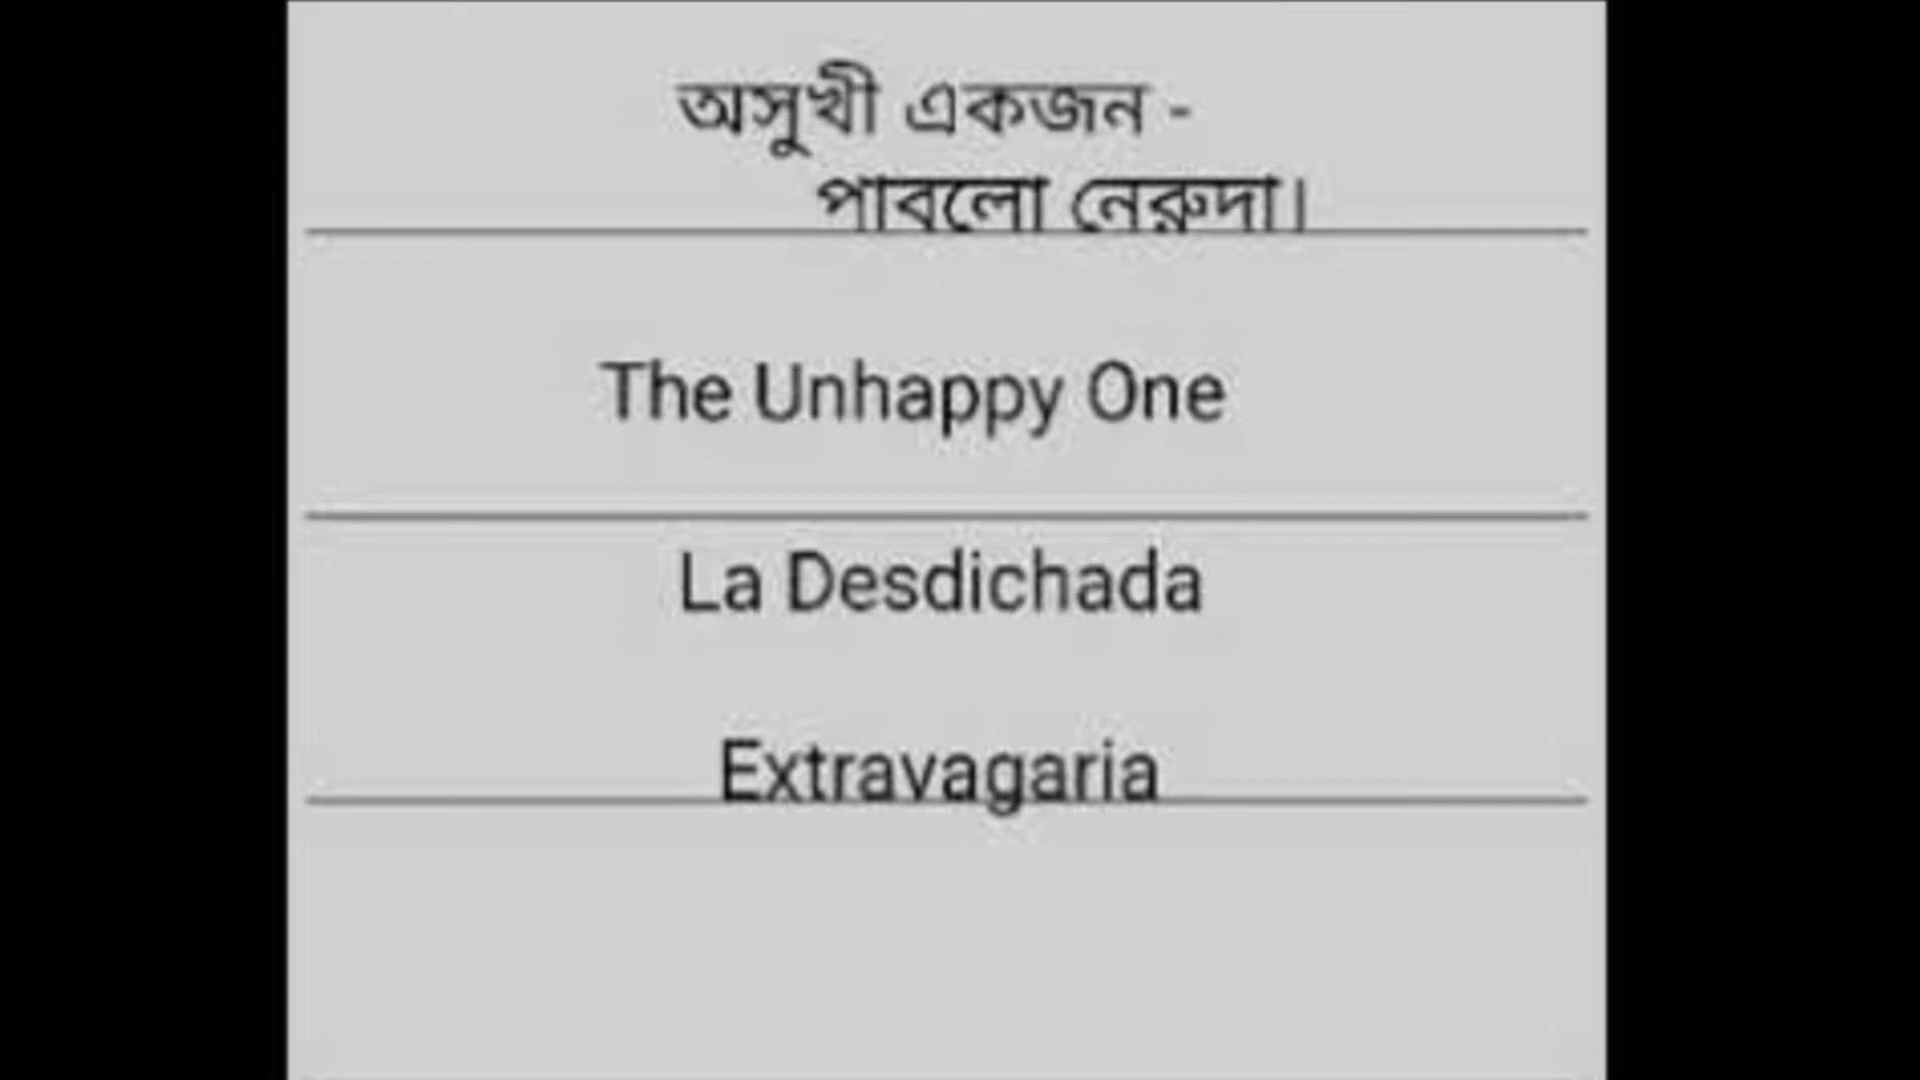 অসুখী একজন -
পাবলো নেরুদা।
The Unhappy One
La Desdichada
Extravagaria